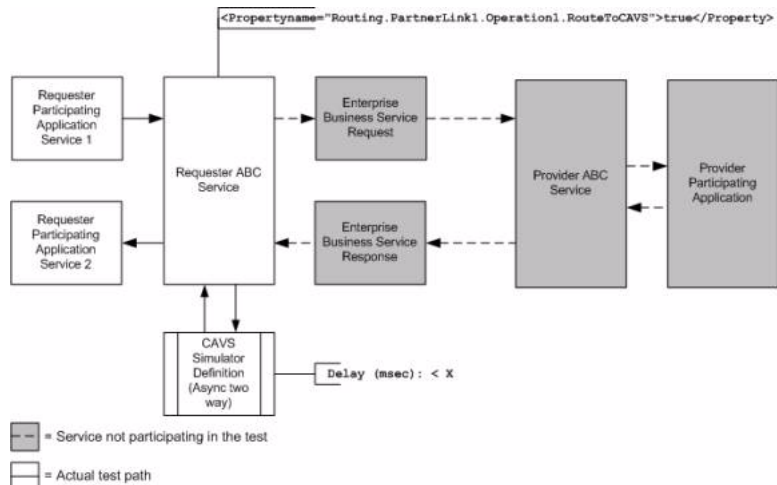 <Propertyname="Routing.PartnerLink1.Operation1.RouteToCAVS">true</Property>
Requester
Participating
Application
Service 1
Requester ABC
Service
Enterprise
Business Service
Request
Provider ABC
Service
Provider
Participating
Application
Requester
Participating
Application
Service 2
Enterprise
Business Service
Response
CAVS
Simulator
Definition
(Async two
way)
Delay (msec): < X
= Service not participating in the test
= Actual test path